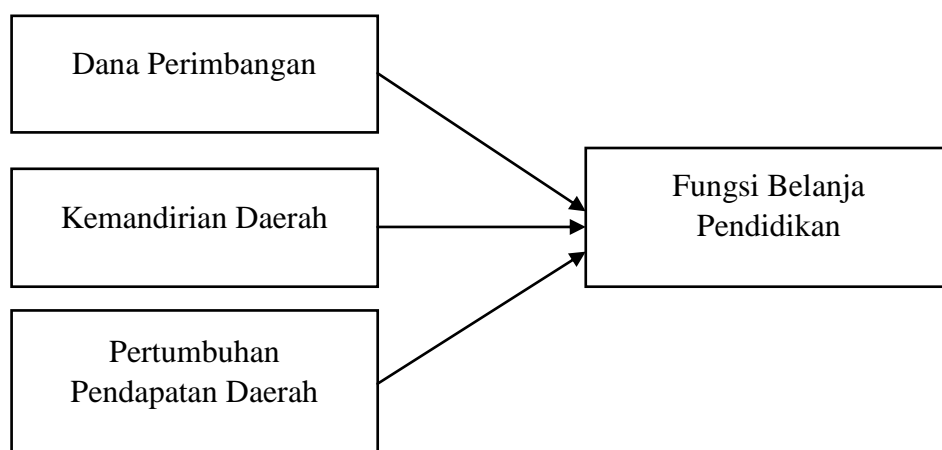 Dana Perimbangan
Kemandirian Daerah
Pertumbuhan
Pendapatan Daerah
Fungsi Belanja
Pendidikan